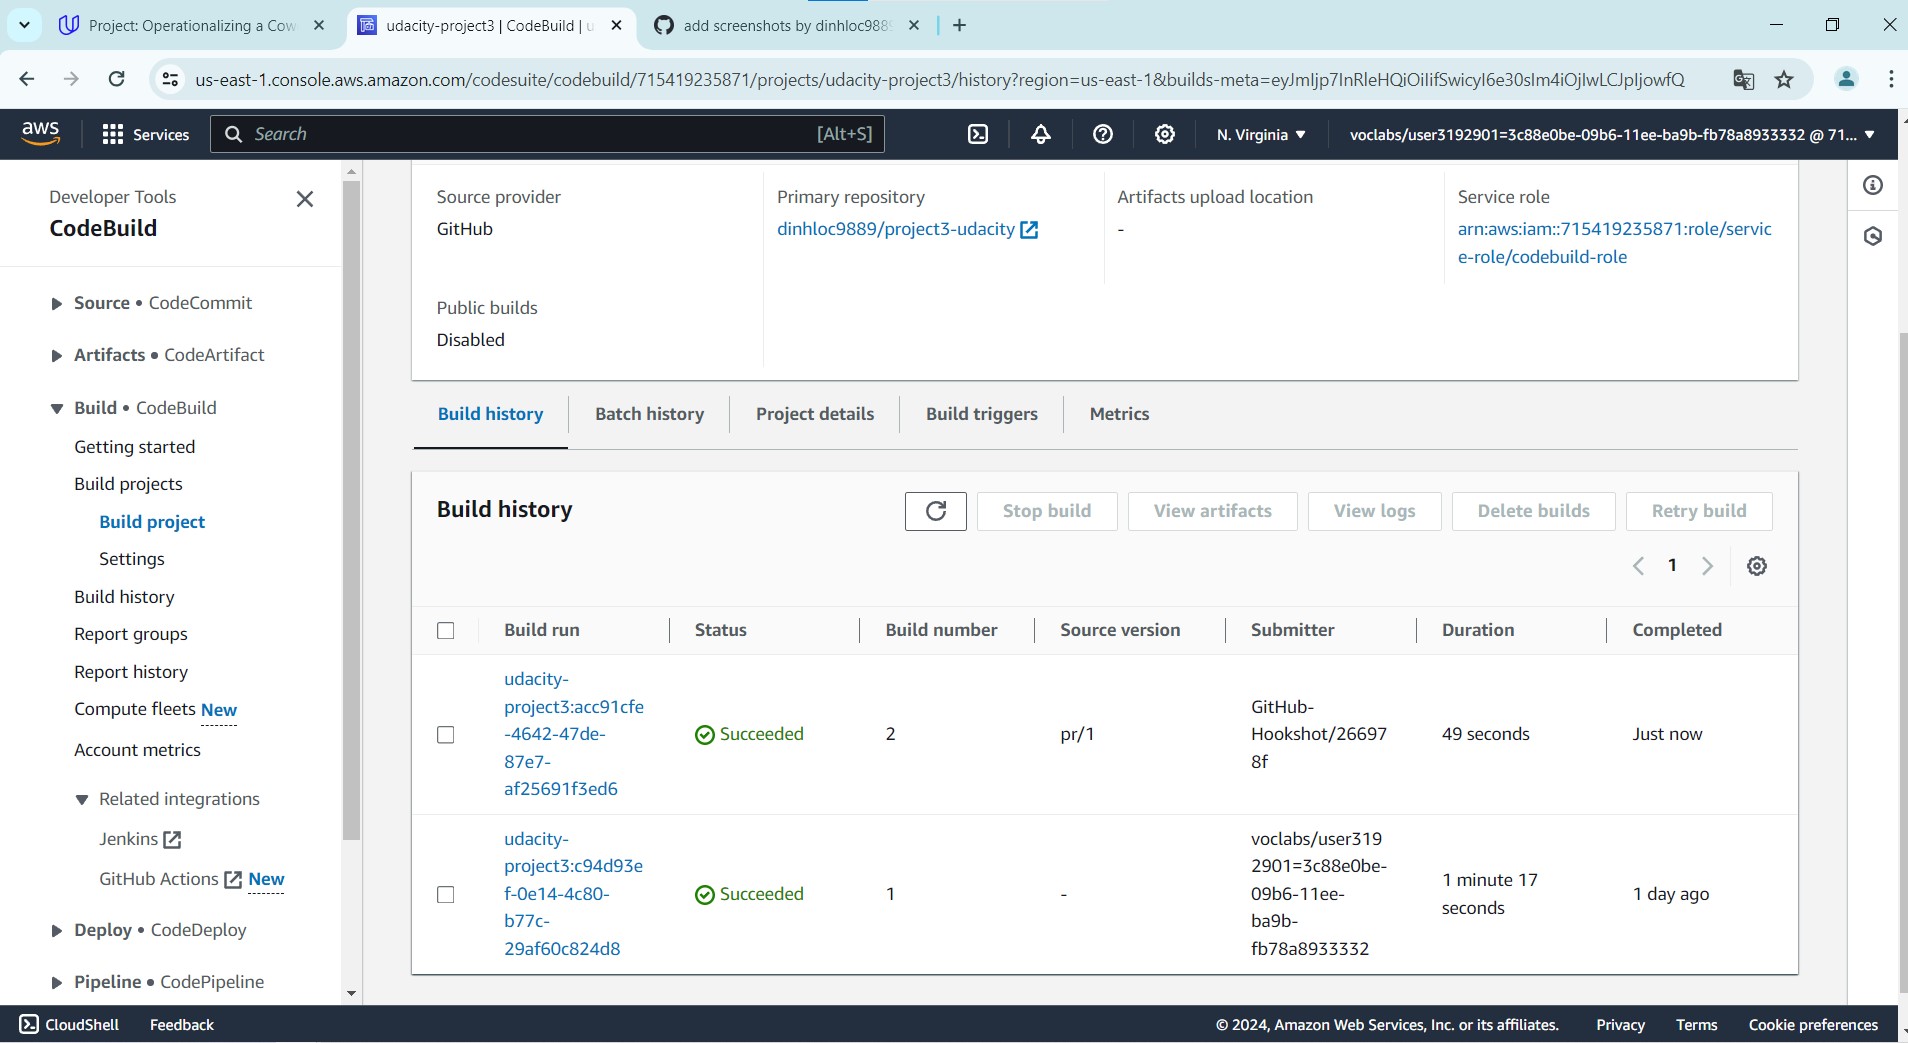 Project: Operationalizing a Cow
udacity-project3 | CodeBuild | u
add screenshots by dinhloc988
us-east-1.console.aws.amazon.com/codesuite/codebuild/715419235871/projects/udacity-project3/history?region=us-east-1&builds-meta=eyJmIjp7InRleHQiOiIifSwicyI6e30sIm4iOjIwLCJpIjowfQ
aws
Services
Search
[Alt+S]
N. Virginia
voclabs/user3192901=3c88e0be-09b6-11ee-ba9b-fb78a8933332 @ 71...
Developer Tools
CodeBuild
Source • CodeCommit
Artifacts • CodeArtifact
Build • CodeBuild
Getting started
Build projects
Build project
Settings
Build history
Report groups
Report history
Compute fleets New
Account metrics
Related integrations
Jenkins
GitHub Actions New
Deploy • CodeDeploy
Pipeline • CodePipeline
Source provider
GitHub
Primary repository
dinhloc9889/project3-udacity
Artifacts upload location
-
Service role
arn:aws:iam::715419235871:role/servic
e-role/codebuild-role
Public builds
Disabled
Build history
Batch history
Project details
Build triggers
Metrics
Build history
Stop build
View artifacts
View logs
Delete builds
Retry build
1
Build run
Status
Build number
Source version
Submitter
Duration
Completed
udacity-
project3:acc91cfe
-4642-47de-
87e7-
af25691f3ed6
Succeeded
2
pr/1
GitHub-
Hookshot/26697
8f
49 seconds
Just now
udacity-
project3:c94d93e
f-0e14-4c80-
b77c-
29af60c824d8
Succeeded
1
-
voclabs/user319
2901=3c88e0be-
09b6-11ee-
ba9b-
fb78a8933332
1 minute 17
seconds
1 day ago
CloudShell
Feedback
© 2024, Amazon Web Services, Inc. or its affiliates.
Privacy
Terms
Cookie preferences